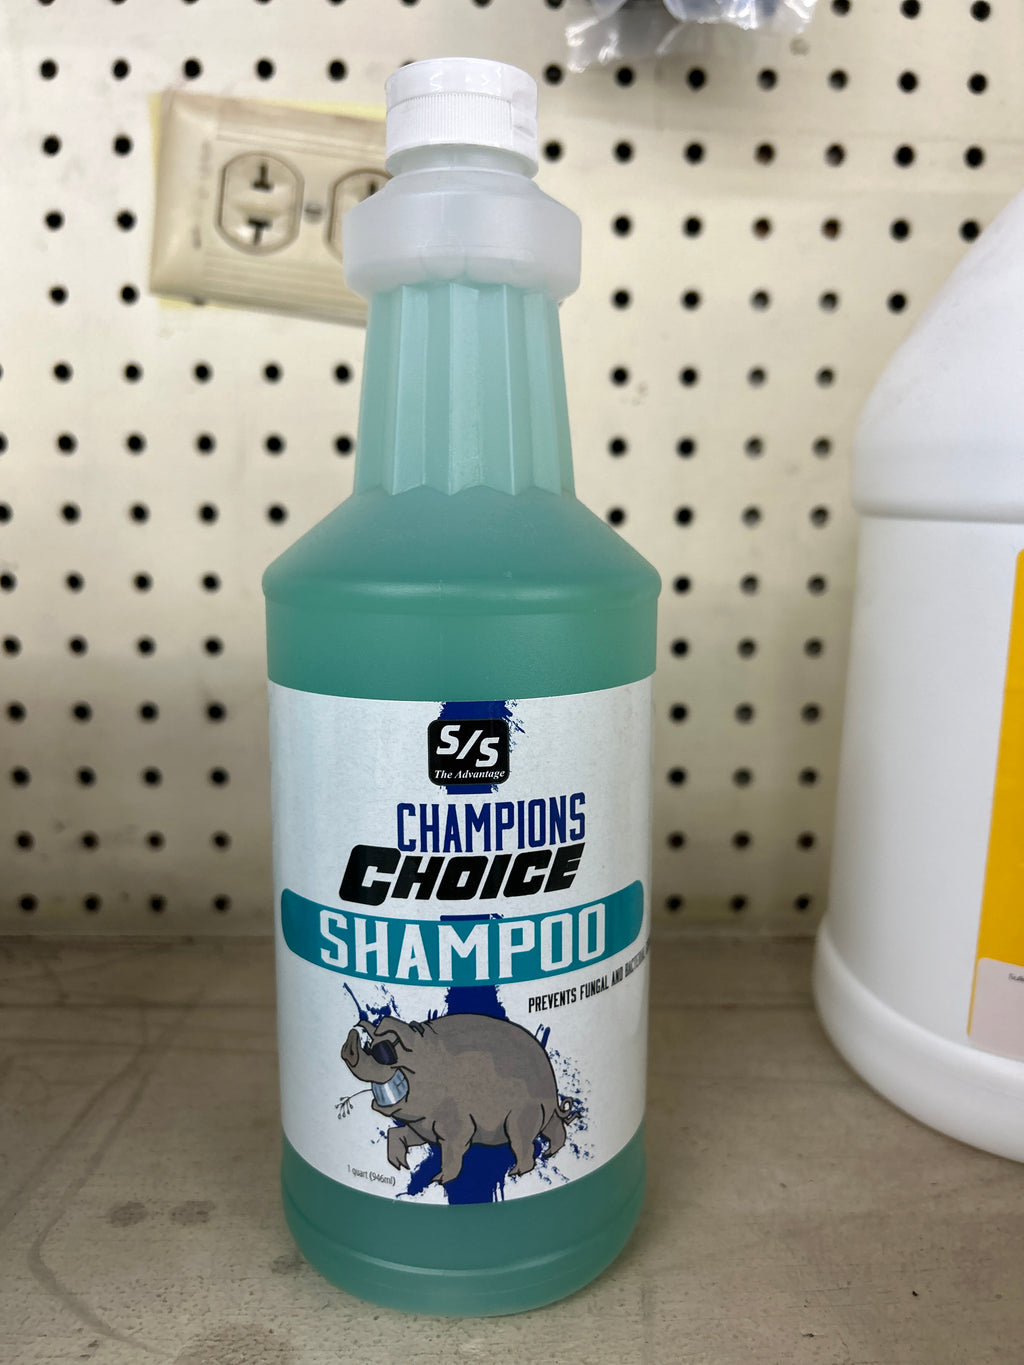 S/S
The Advantage
CHAMPIONS
CHOICE
SHAMPOO
PREVENTS FUNGAL AND BACTERIAL
1 quart (946ml)